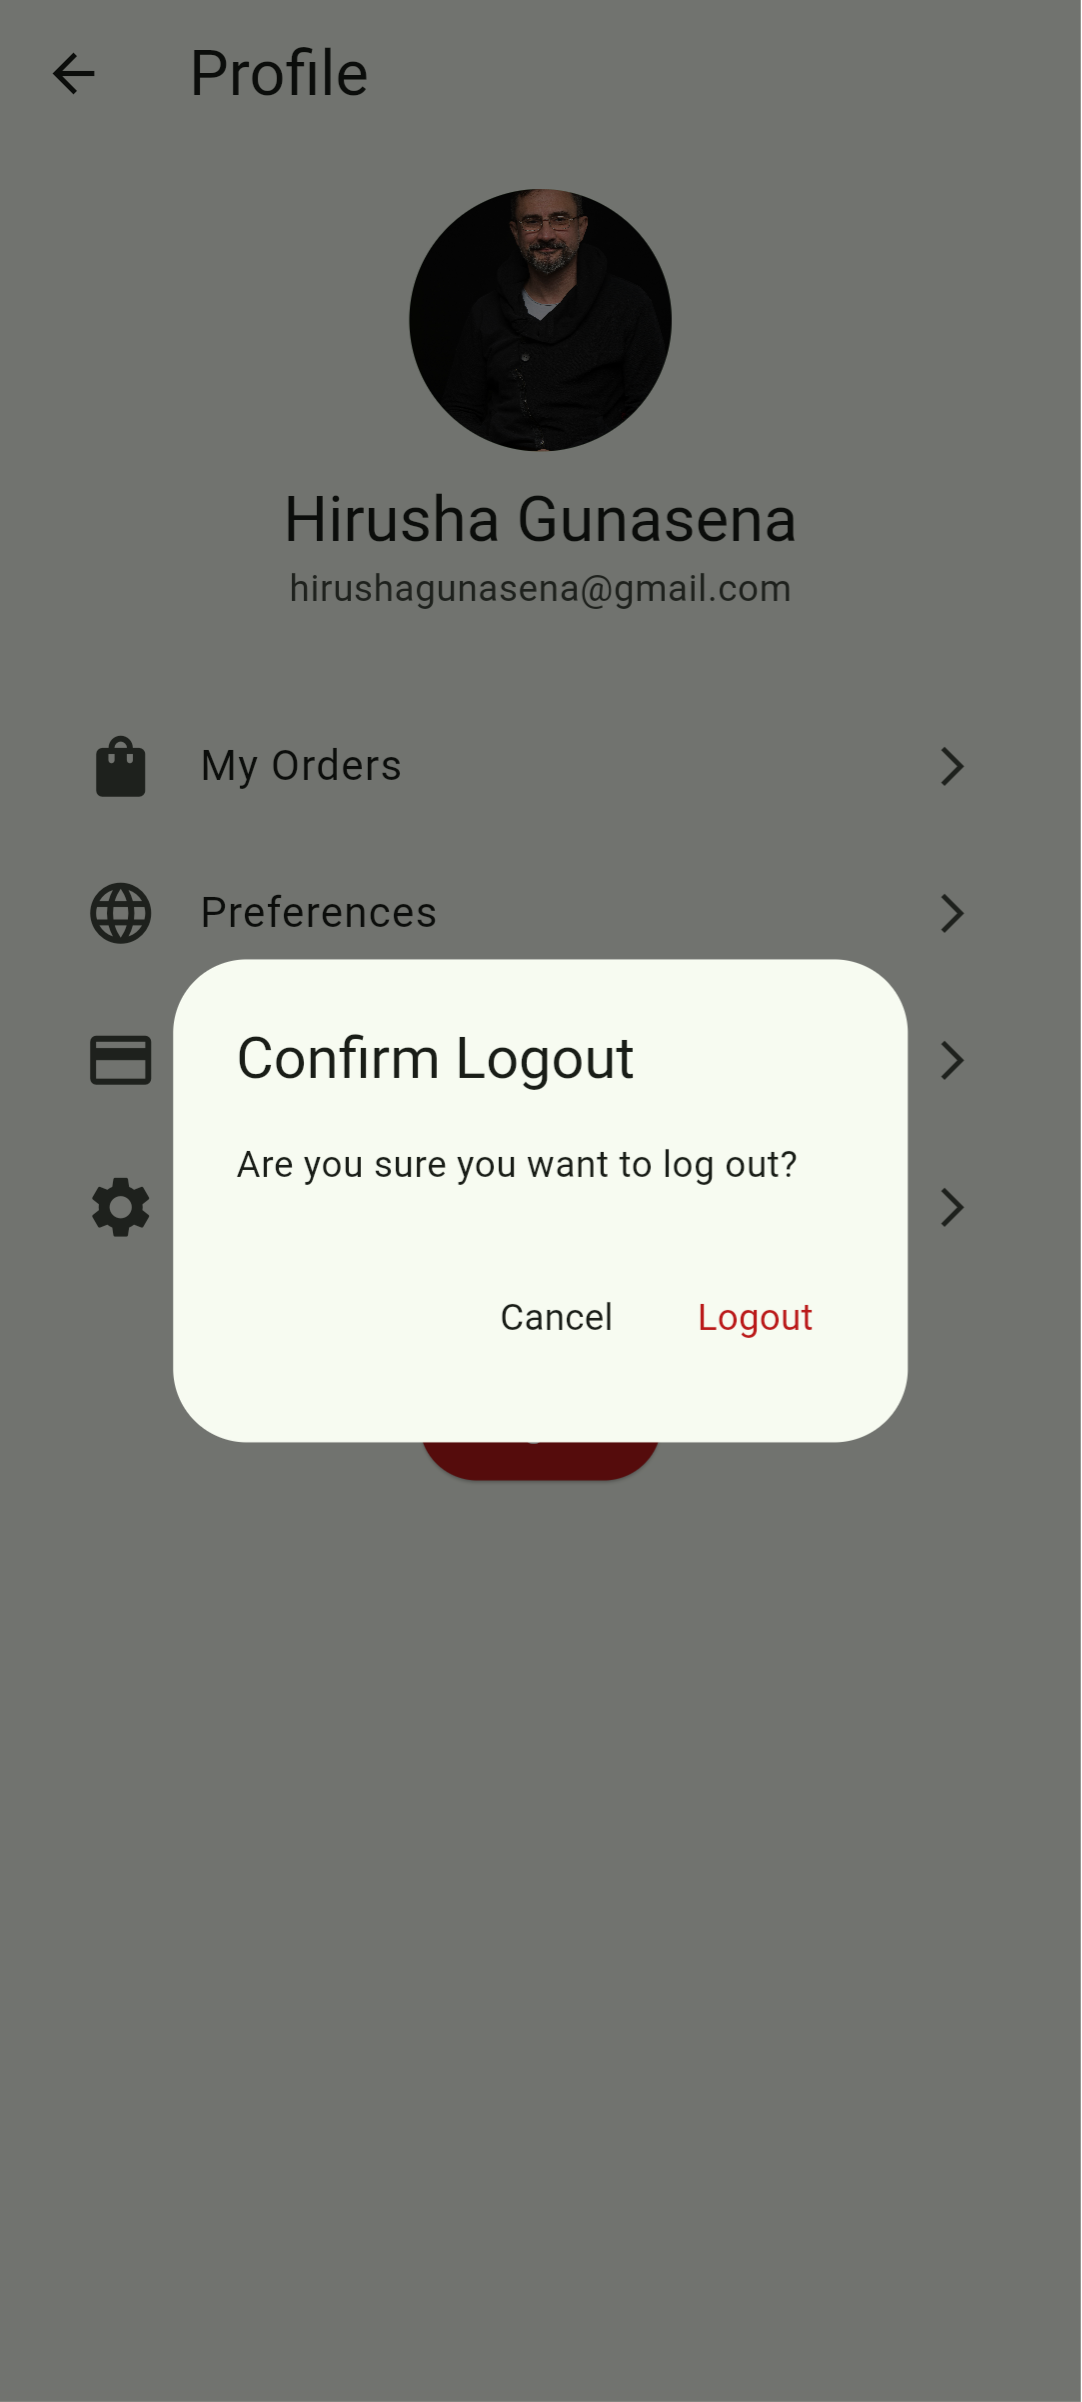 Profile
Hirusha Gunasena
hirushagunasena@gmail.com
My Orders
Preferences
Confirm Logout
Are you sure you want to log out?
Cancel Logout